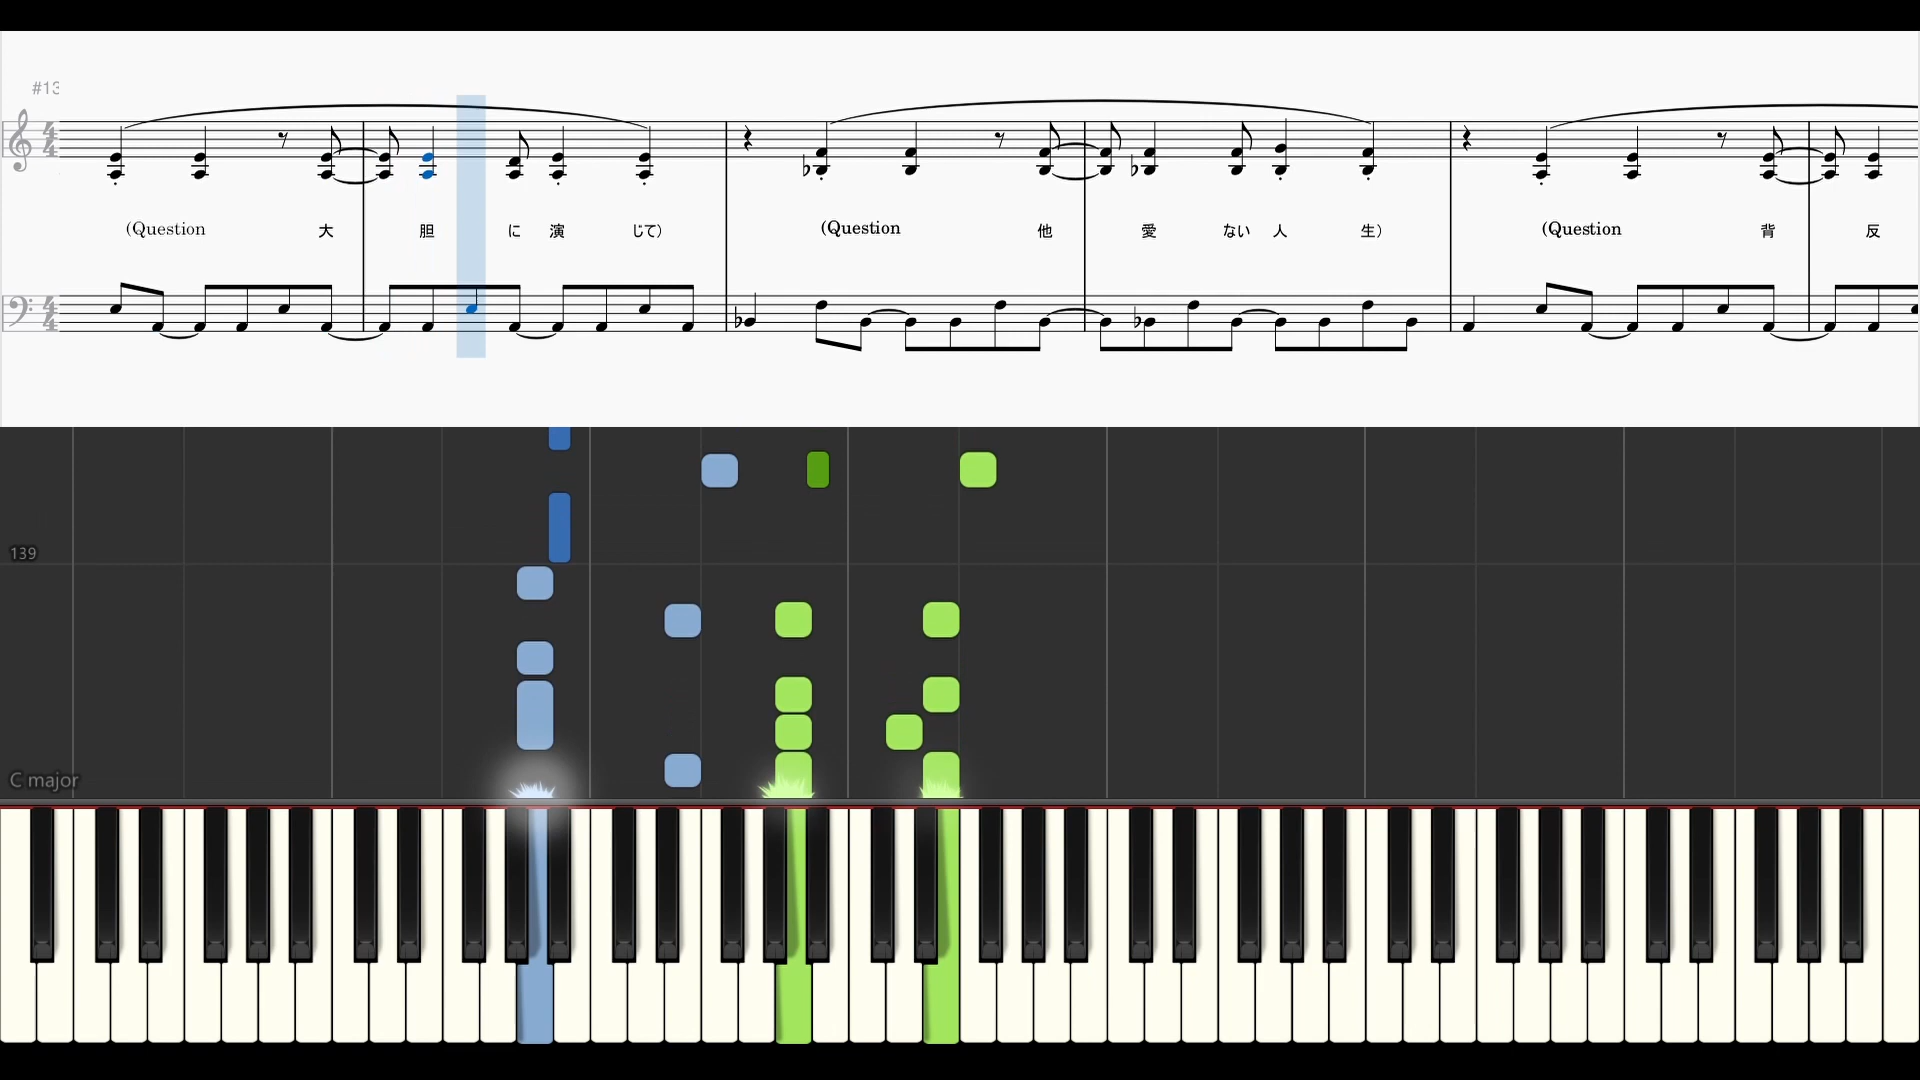 #13
(Question 大 胆 に 演 じて) (Question 他 愛 ない 人 生) (Question 背 反
139
C major